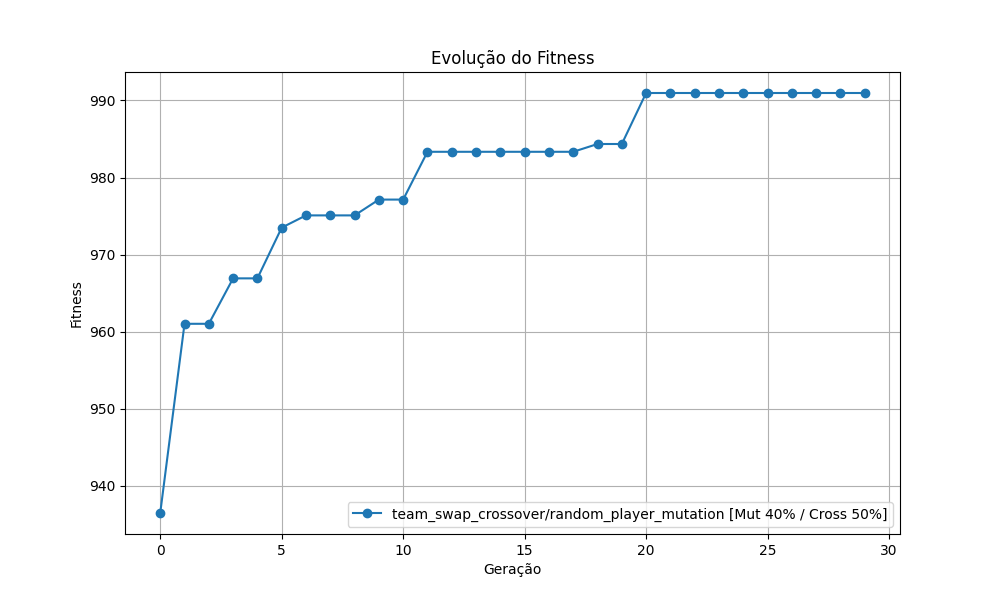 Evolução do Fitness
Fitness
990
980
970
960
950
940
team_swap_crossover/random_player_mutation [Mut 40% / Cross 50%]
0 5 10 15 20 25 30
Geração